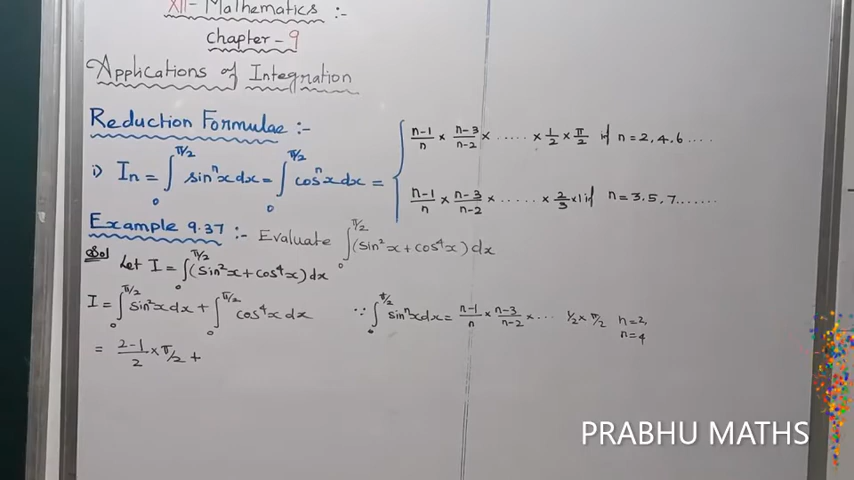 XII- Mathematics :-
Chapter - 9
Applications of Integration
Reduction Formulae :-
i) Iₙ = ∫₀^{π/2} sinⁿx dx = ∫₀^{π/2} cosⁿx dx = { n-1/n × n-3/n-2 × ..... × 1/2 × π/2 if n = 2, 4, 6 ....
n-1/n × n-3/n-2 × ...... × 2/3 × 1 if n = 3, 5, 7 .......
Example 9.37 :- Evaluate ∫₀^{π/2} (sin²x + cos⁴x) dx
Sol Let I = ∫₀^{π/2} (sin²x + cos⁴x) dx
I = ∫₀^{π/2} sin²x dx + ∫₀^{π/2} cos⁴x dx ∵ ∫₀^{π/2} sinⁿx dx = n-1/n × n-3/n-2 × ... 1/2 × π/2 n=2,
n=4
= 2-1/2 × π/2 +
PRABHU MATHS